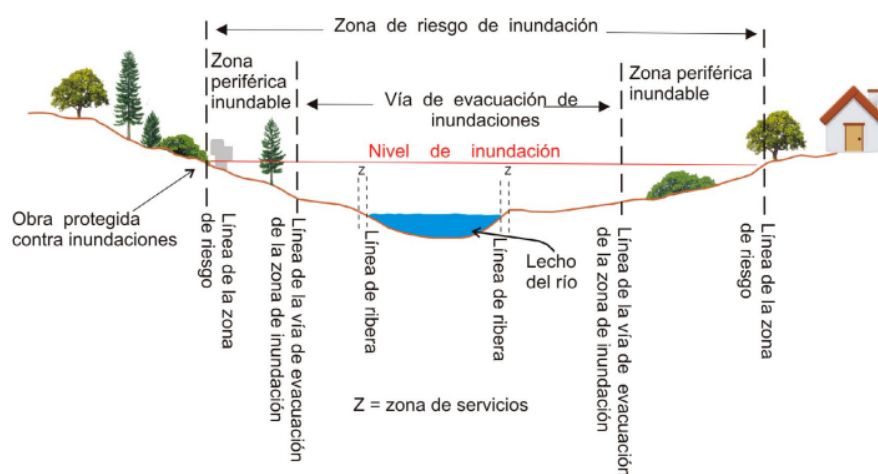 Zona de riesgo de inundación
Zona
periférica
inundable
Zona periférica
inundable
Vía de evacuación de
inundaciones
Nivel de inundación
z
z
Obra protegida
contra inundaciones
Línea de la zona
de riesgo
Línea de la vía de evacuación
de la zona de inundación
Línea de ribera
Línea de ribera
Lecho
del río
Línea de la vía de evacuación
de la zona de inundación
Línea de la zona
de riesgo
Z = zona de servicios